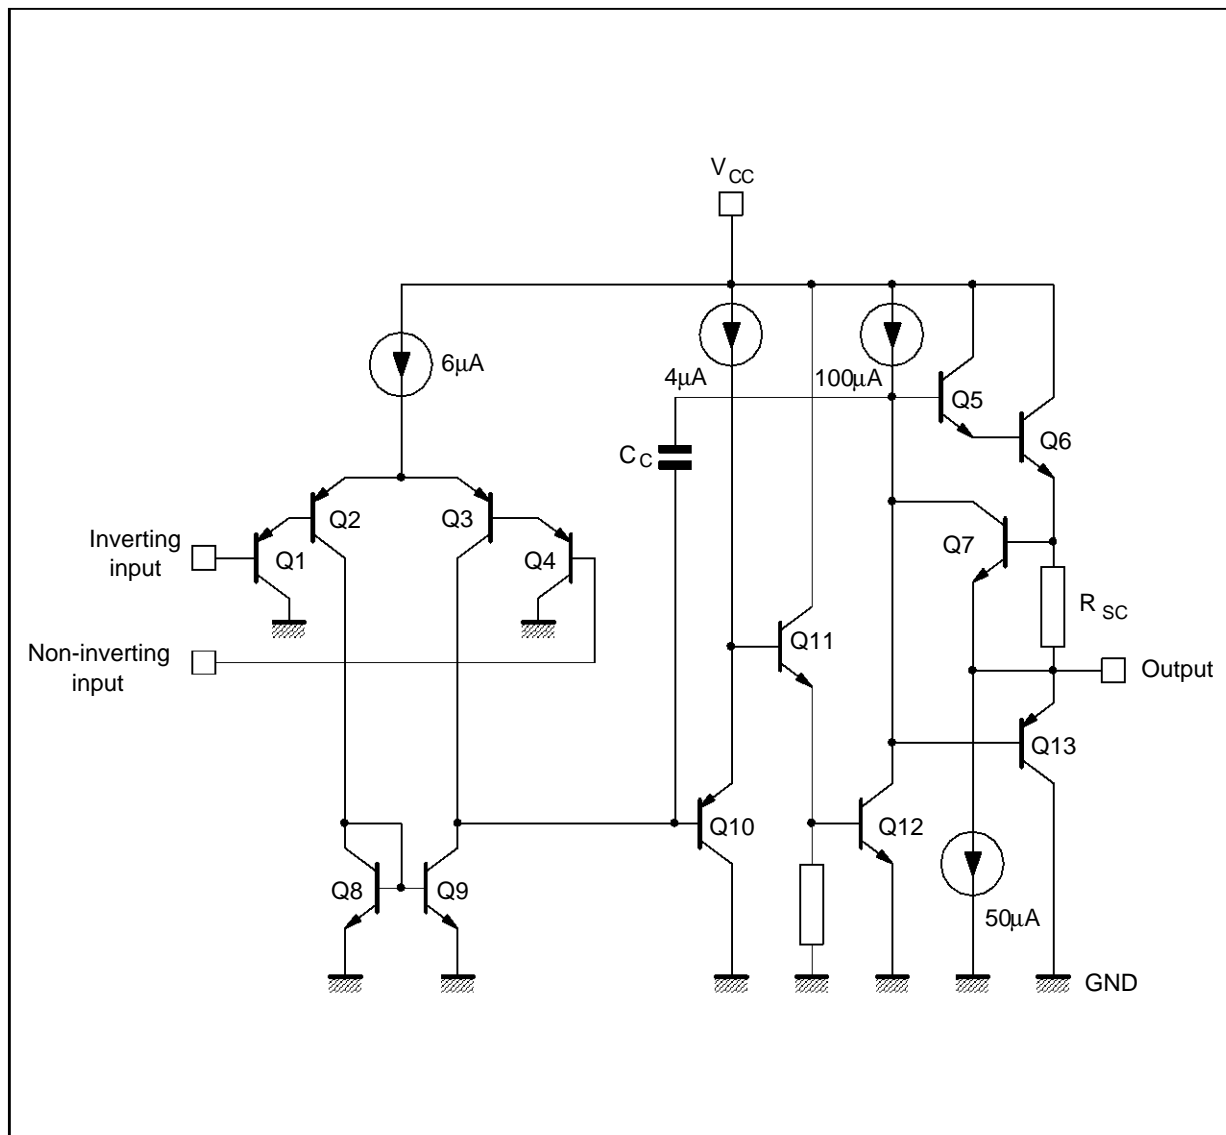 V CC
6μA
4μA
100μA
Q5
Q6
C C
Q2
Q3
Inverting
input
Q1
Q4
Q7
R SC
Non-inverting
input
Q11
Output
Q13
Q10
Q12
Q8
Q9
50μA
GND